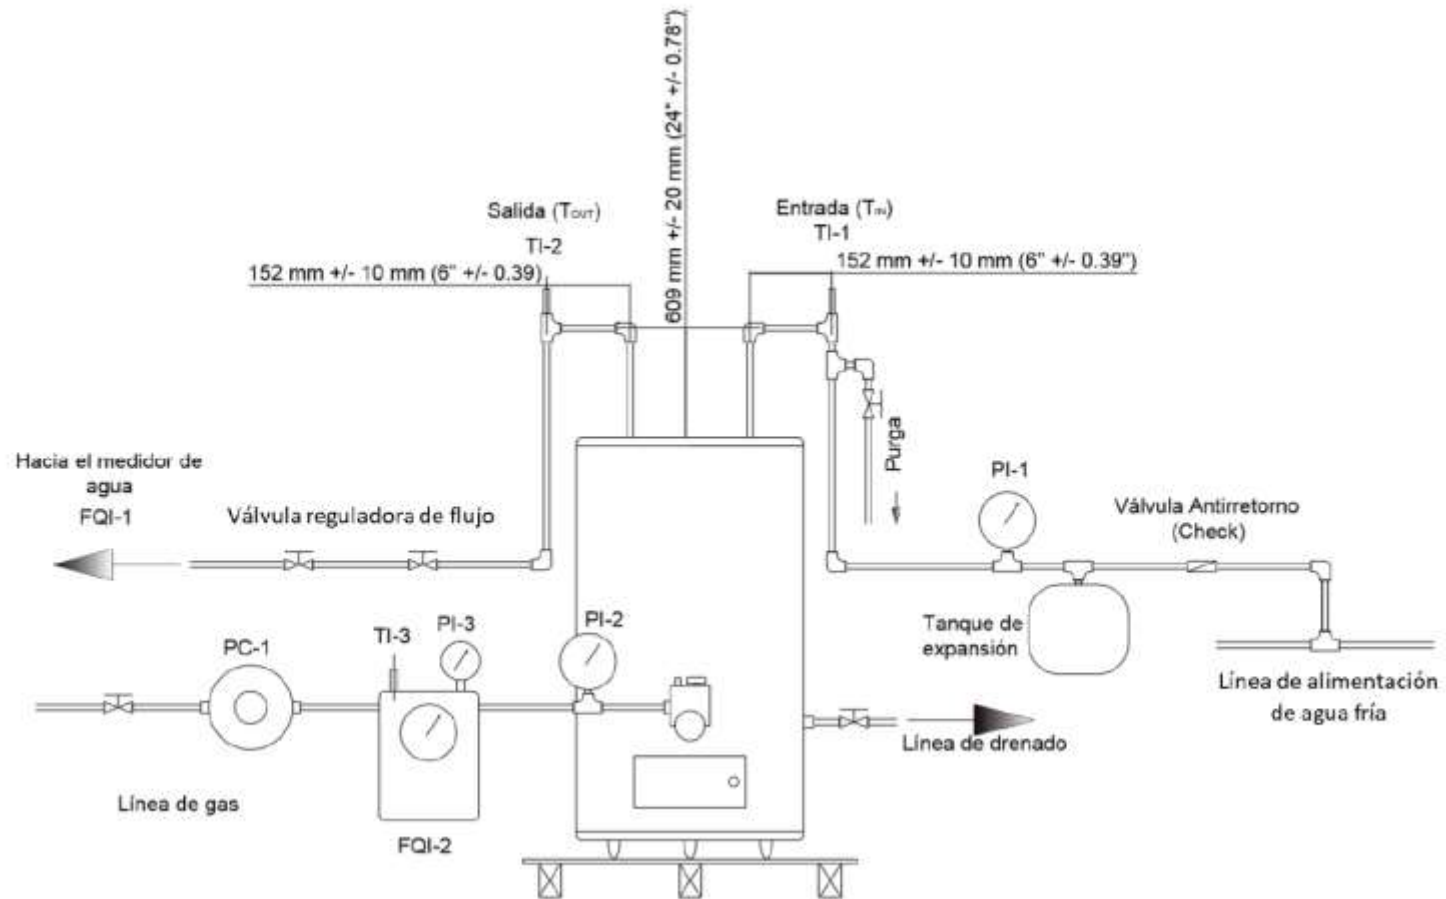 609 mm +/- 20 mm (24" +/- 0.78")
Salida (TOUT)
TI-2
152 mm +/- 10 mm (6" +/- 0.39)
Entrada (TIN)
TI-1
152 mm +/- 10 mm (6" +/- 0.39")
Purga
Hacia el medidor de
agua
FQI-1
Válvula reguladora de flujo
PI-1
Válvula Antirretorno
(Check)
Tanque de
expansión
Línea de alimentación
de agua fría
PC-1
TI-3
PI-3
PI-2
Línea de drenado
Línea de gas
FQI-2